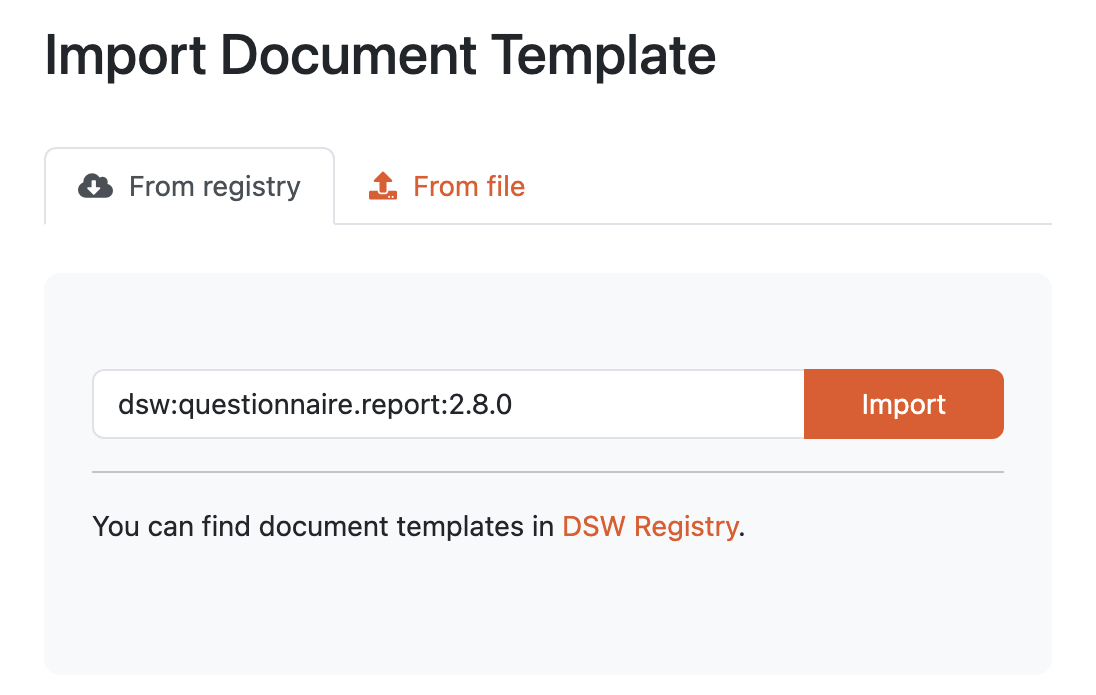 Import Document Template
From registry
From file
dsw:questionnaire.report:2.8.0
Import
You can find document templates in DSW Registry.